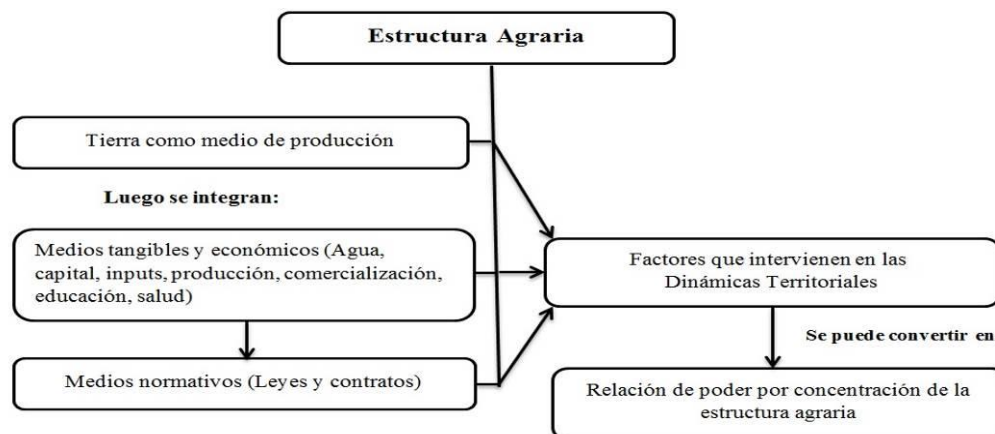 Estructura Agraria
Tierra como medio de producción
Luego se integran:
Medios tangibles y económicos (Agua,
capital, inputs, producción, comercialización,
educación, salud)
Medios normativos (Leyes y contratos)
Factores que intervienen en las
Dinámicas Territoriales
Se puede convertir en
Relación de poder por concentración de la
estructura agraria